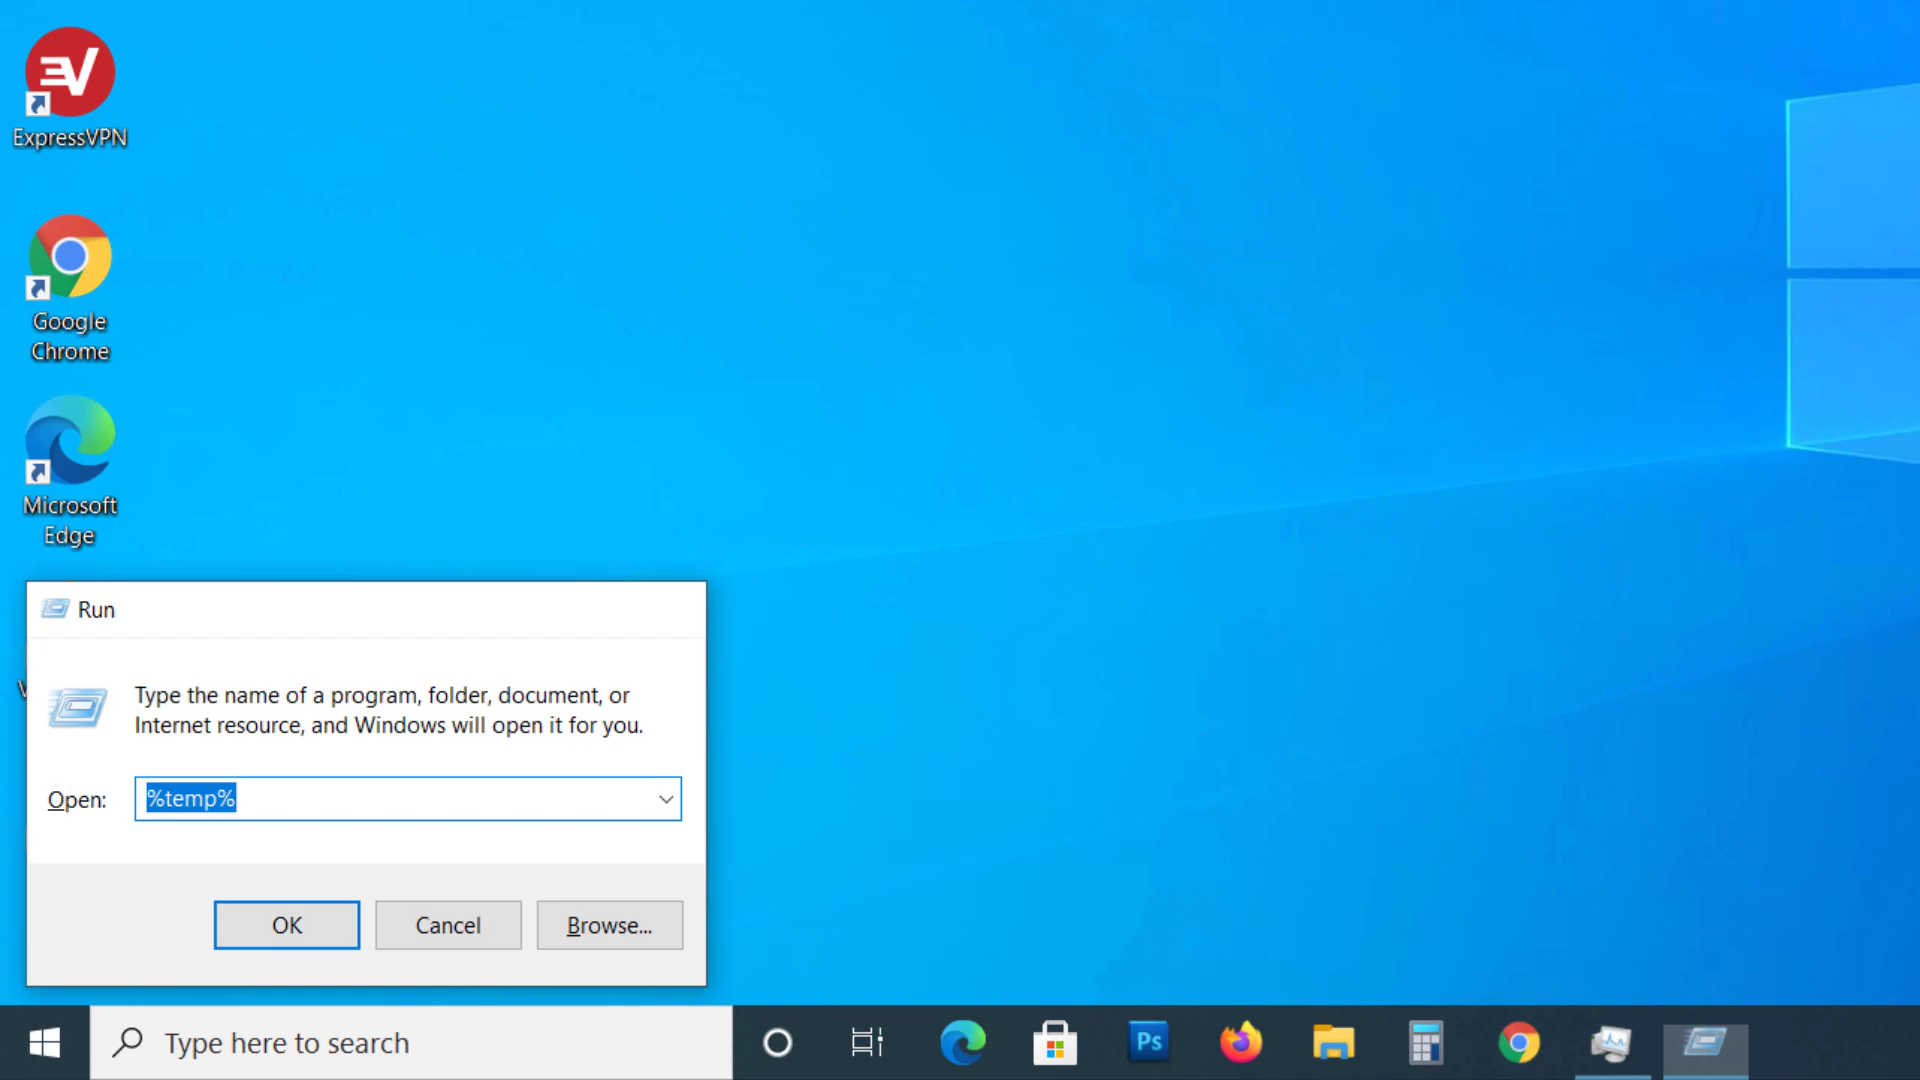 ExpressVPN
Google
Chrome
Microsoft
Edge
Run
Type the name of a program, folder, document, or
Internet resource, and Windows will open it for you.
Open: %temp%
OK Cancel Browse...
Type here to search
Ps